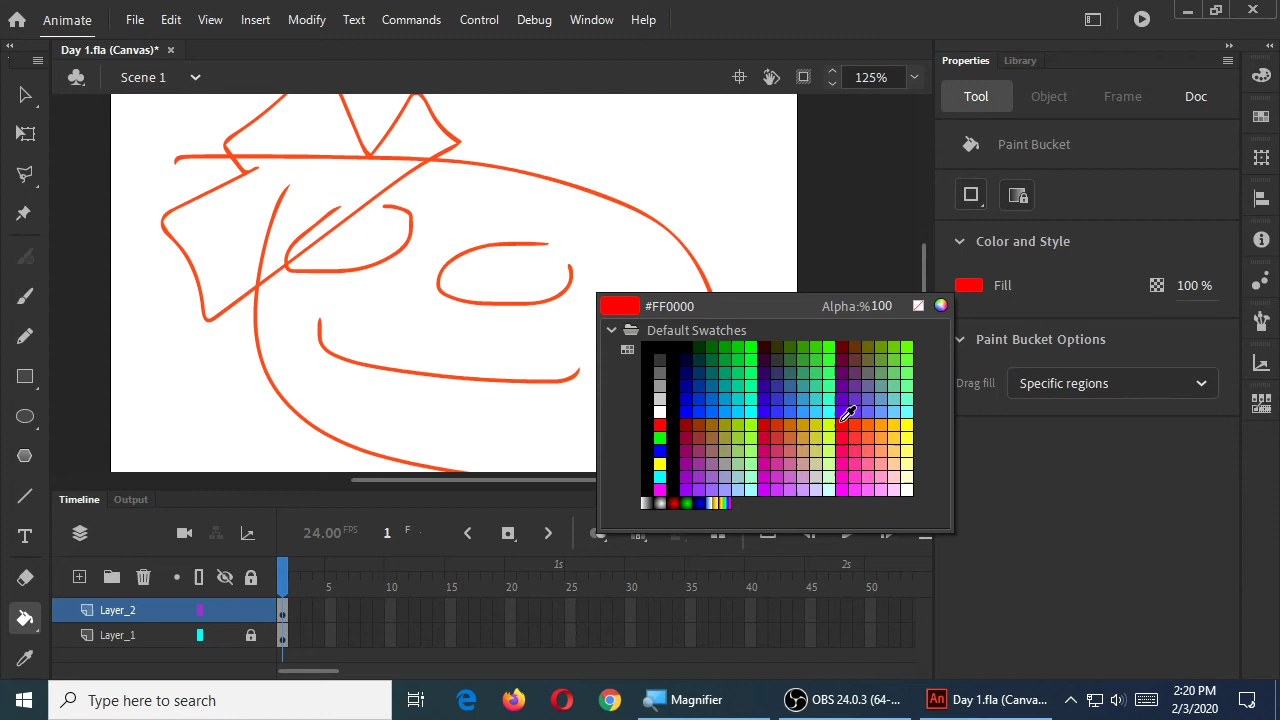 Animate File Edit View Insert Modify Text Commands Control Debug Window Help
Day 1.fla (Canvas)*
Scene 1
125%
Properties Library
Tool Object Frame Doc
Paint Bucket
Color and Style
Fill 100 %
#FF0000 Alpha:% 100
Default Swatches
Paint Bucket Options
Drag fill Specific regions
Timeline Output
24.00 FPS 1 F
1s 2s
5 10 15 20 25 30 35 40 45 50
Layer_2
Layer_1
Type here to search
Magnifier
OBS 24.0.3 (64-...
Day 1.fla (Canva...
2:20 PM
2/3/2020